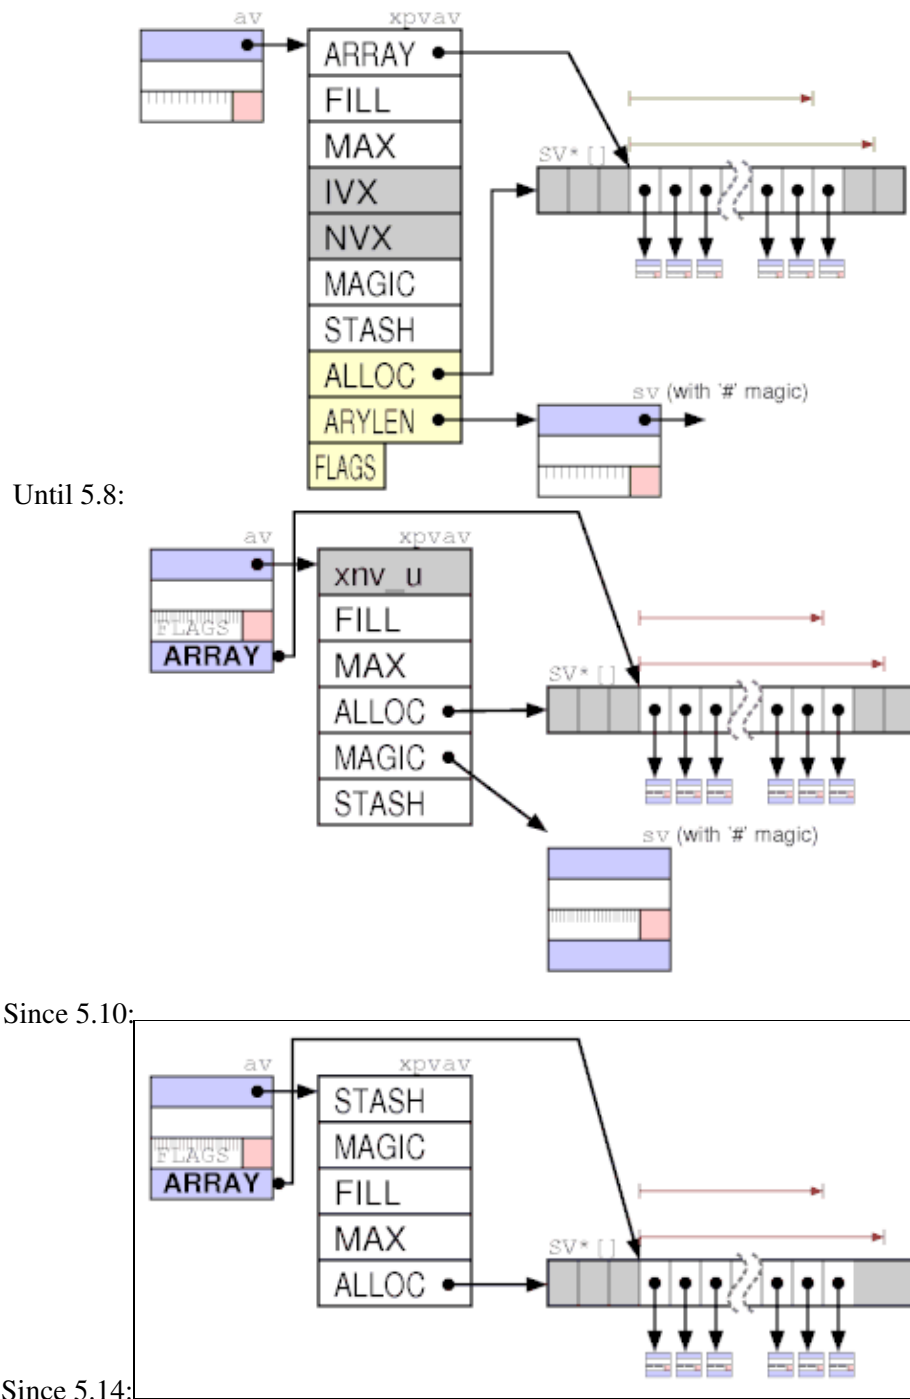 av xpvav
ARRAY
FILL
MAX
SV*[]
IVX
NVX
MAGIC
STASH
ALLOC
sv (with '#' magic)
ARYLEN
FLAGS
Until 5.8:
av xpvav
xnv_u
FILL
FLAGS
ARRAY
MAX
SV*[]
ALLOC
MAGIC
STASH
sv (with '#' magic)
Since 5.10:
av xpvav
STASH
MAGIC
FLAGS
ARRAY
FILL
MAX
SV*[]
ALLOC
Since 5.14: